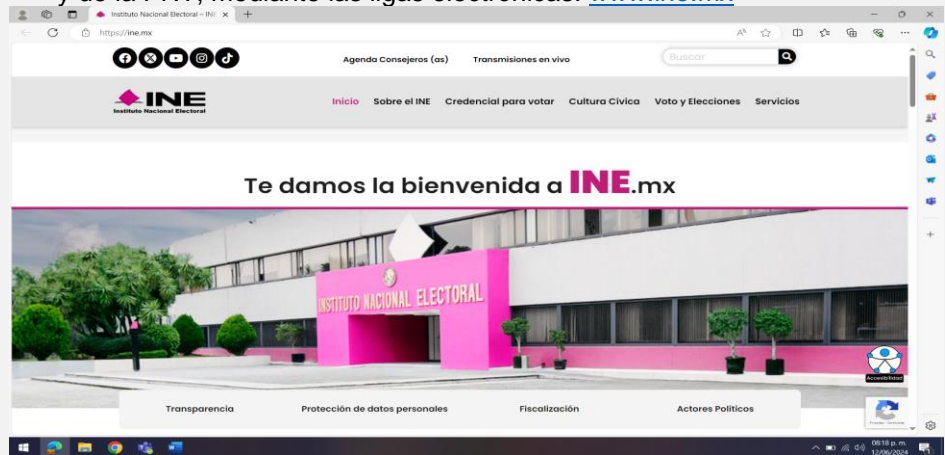 y de la PNT, mediante las ligas electrónicas: www.ine.mx
Instituto Nacional Electoral – INE
https://ine.mx
Agenda Consejeros (as) Transmisiones en vivo Buscar
INE
Instituto Nacional Electoral
Inicio Sobre el INE Credencial para votar Cultura Cívica Voto y Elecciones Servicios
Te damos la bienvenida a INE.mx
INSTITUTO NACIONAL ELECTORAL
Accesibilidad
Transparencia Protección de datos personales Fiscalización Actores Políticos
08:18 p. m.
12/06/2024